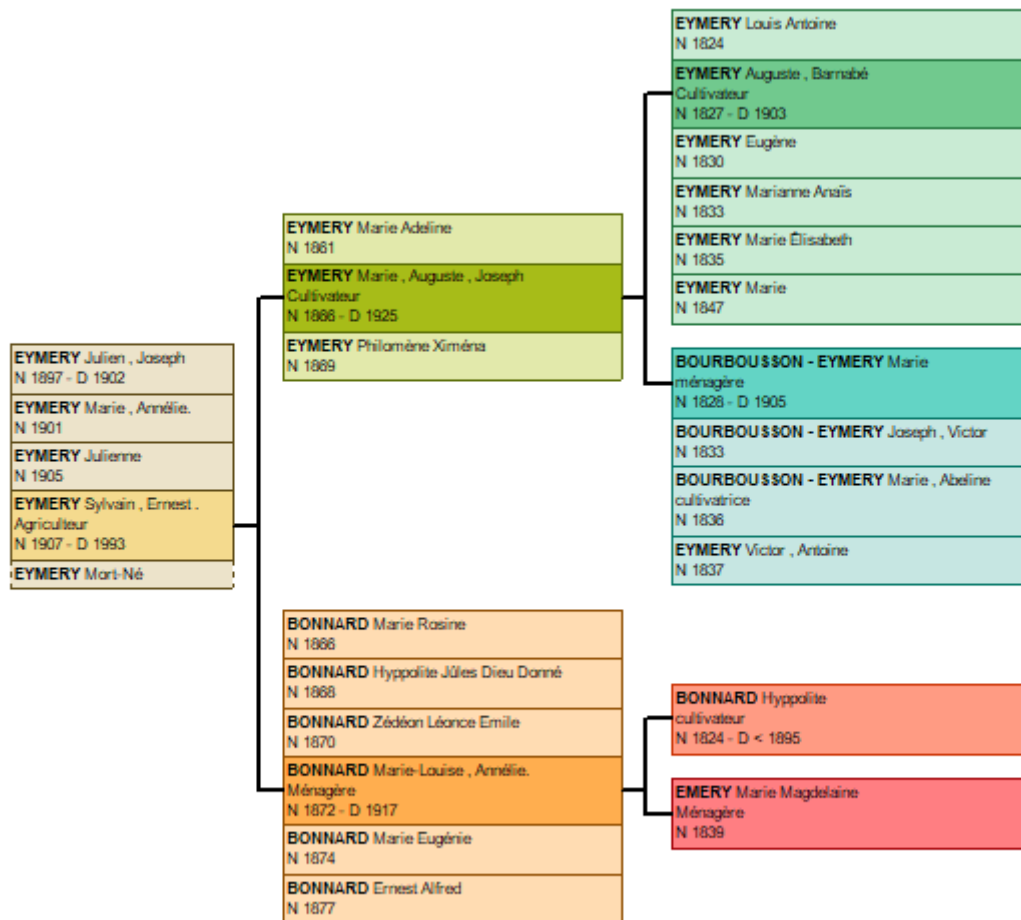 EYMERY Julien , Joseph
N 1897 - D 1902
EYMERY Marie , Annélie.
N 1901
EYMERY Julienne
N 1905
EYMERY Sylvain , Ernest .
Agriculteur
N 1907 - D 1993
EYMERY Mort-Né
EYMERY Marie Adeline
N 1861
EYMERY Marie , Auguste , Joseph
Cultivateur
N 1866 - D 1925
EYMERY Philomène Xiména
N 1869
BONNARD Marie Rosine
N 1866
BONNARD Hyppolite Jûles Dieu Donné
N 1868
BONNARD Zédéon Léonce Emile
N 1870
BONNARD Marie-Louise , Annélie.
Ménagère
N 1872 - D 1917
BONNARD Marie Eugénie
N 1874
BONNARD Ernest Alfred
N 1877
EYMERY Louis Antoine
N 1824
EYMERY Auguste , Barnabé
Cultivateur
N 1827 - D 1903
EYMERY Eugène
N 1830
EYMERY Marianne Anaïs
N 1833
EYMERY Marie Élisabeth
N 1835
EYMERY Marie
N 1847
BOURBOUSSON - EYMERY Marie
ménagère
N 1828 - D 1905
BOURBOUSSON - EYMERY Joseph , Victor
N 1833
BOURBOUSSON - EYMERY Marie , Abeline
cultivatrice
N 1836
EYMERY Victor , Antoine
N 1837
BONNARD Hyppolite
cultivateur
N 1824 - D < 1895
EMERY Marie Magdelaine
Ménagère
N 1839